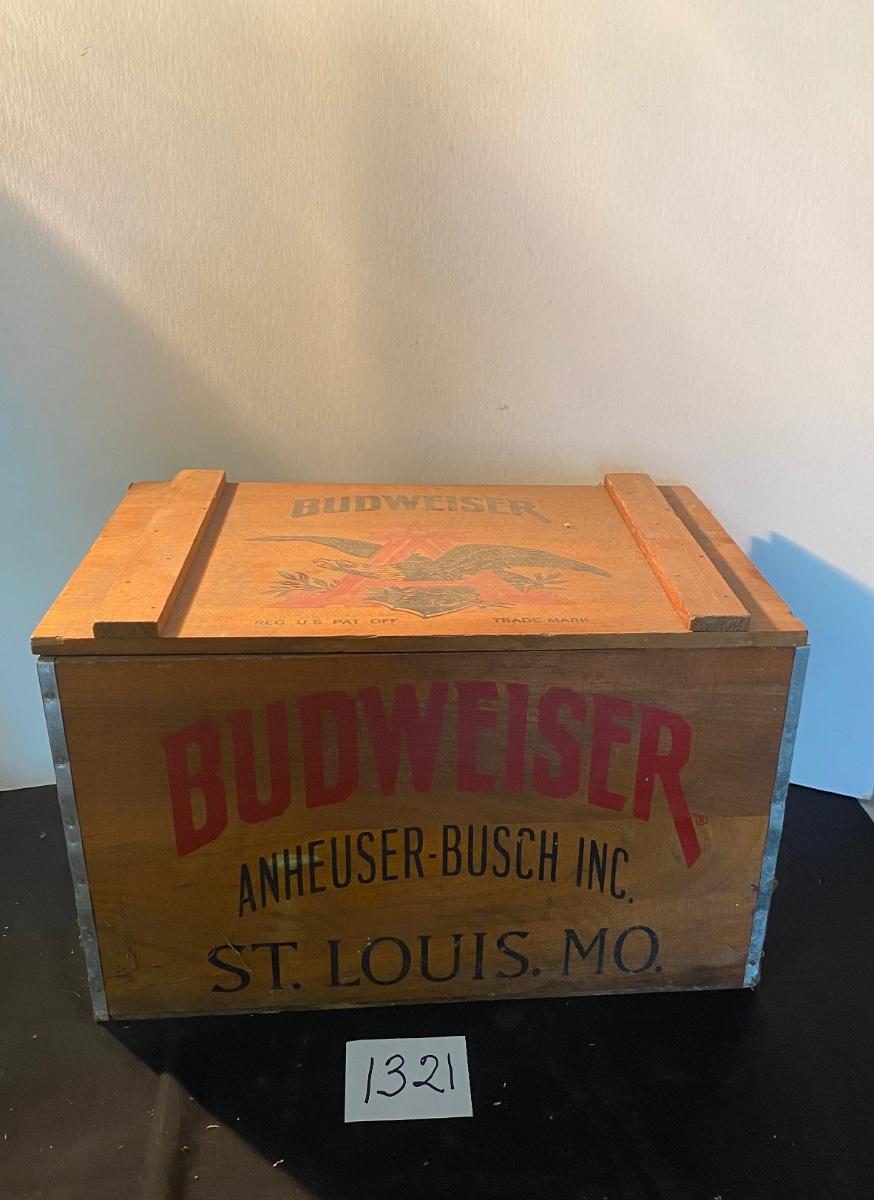 BUDWEISER
A
REG. U.S. PAT. OFF. TRADE MARK
BUDWEISER®
ANHEUSER-BUSCH INC.
ST. LOUIS, MO.
1321